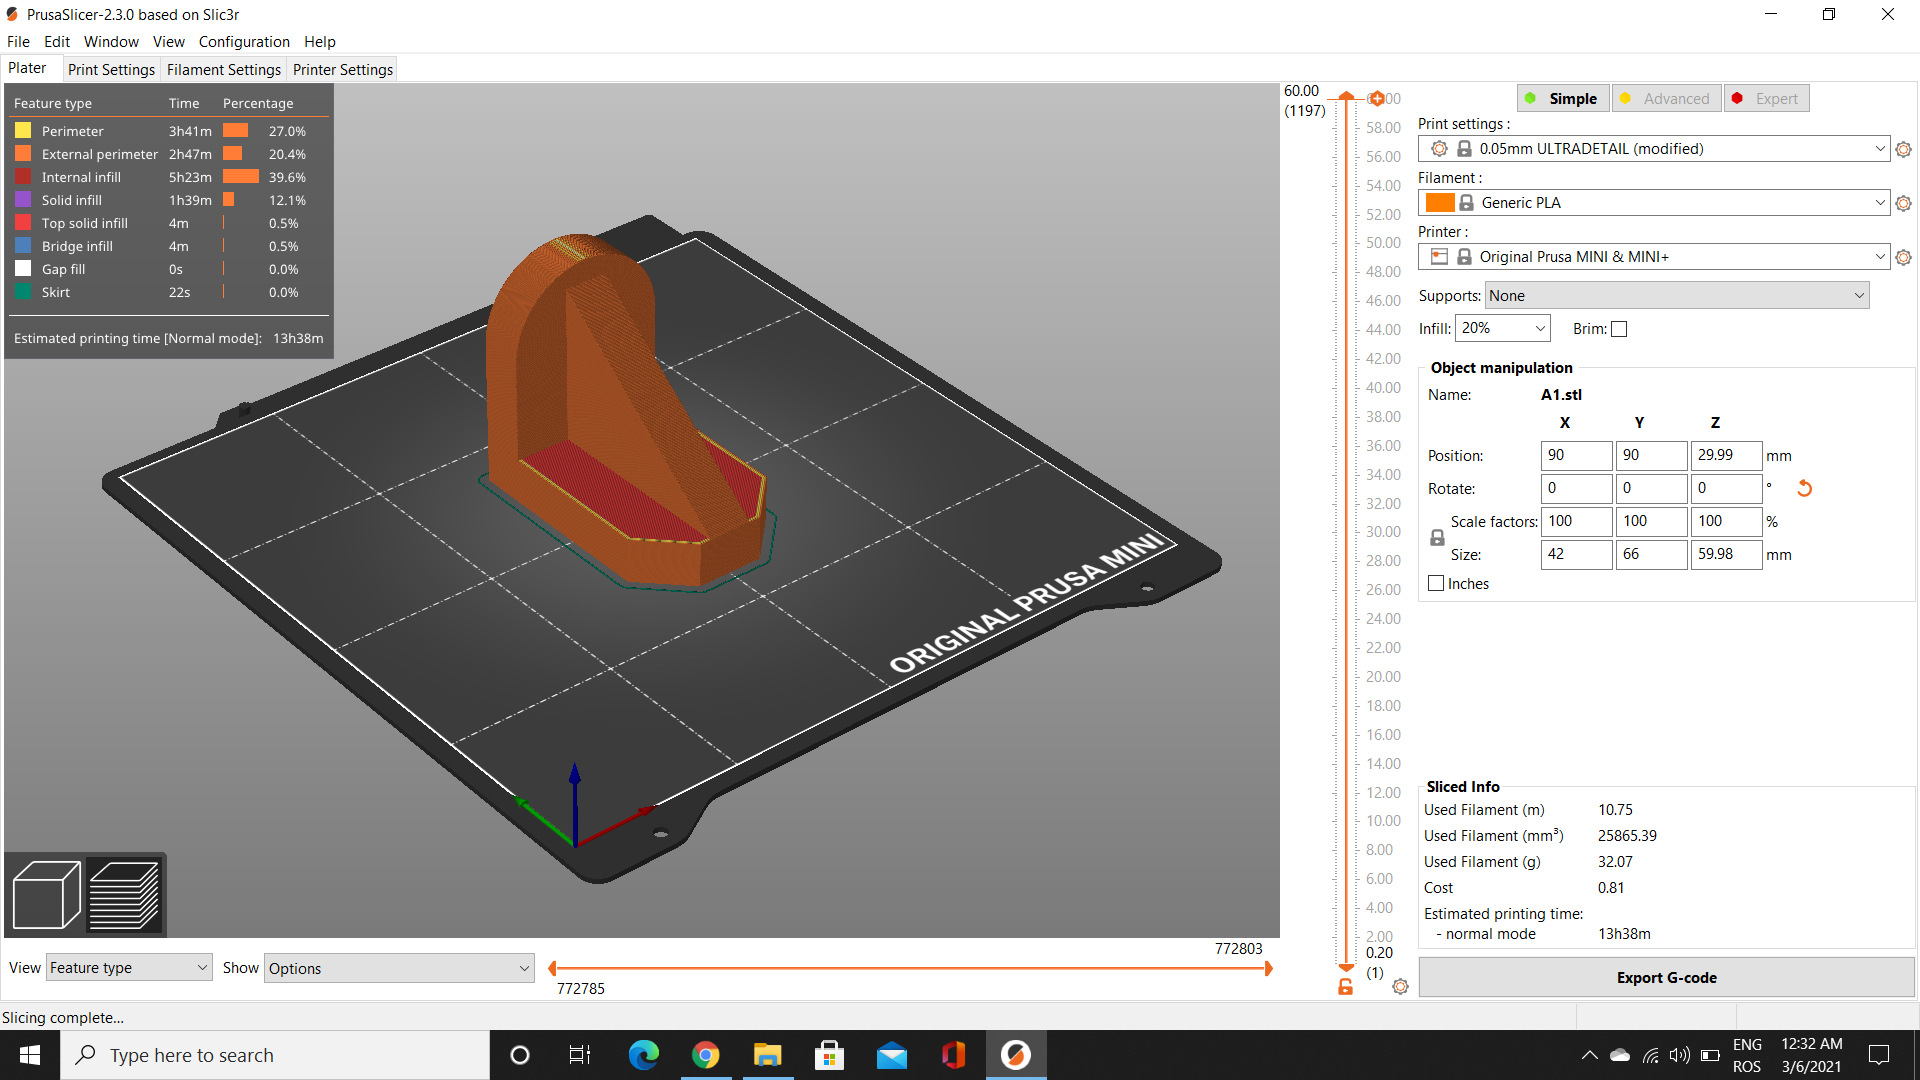 PrusaSlicer-2.3.0 based on Slic3r
File Edit Window View Configuration Help
Plater Print Settings Filament Settings Printer Settings
Feature type Time Percentage
Perimeter 3h41m 27.0%
External perimeter 2h47m 20.4%
Internal infill 5h23m 39.6%
Solid infill 1h39m 12.1%
Top solid infill 4m 0.5%
Bridge infill 4m 0.5%
Gap fill 0s 0.0%
Skirt 22s 0.0%
Estimated printing time [Normal mode]: 13h38m
ORIGINAL PRUSA MINI
60.00
(1197)
58.00
56.00
54.00
52.00
50.00
48.00
46.00
44.00
42.00
40.00
38.00
36.00
34.00
32.00
30.00
28.00
26.00
24.00
22.00
20.00
18.00
16.00
14.00
12.00
10.00
8.00
6.00
4.00
2.00
0.20
(1)
Simple Advanced Expert
Print settings :
0.05mm ULTRADETAIL (modified)
Filament :
Generic PLA
Printer :
Original Prusa MINI & MINI+
Supports: None
Infill: 20% Brim:
Object manipulation
Name: A1.stl
X Y Z
Position: 90 90 29.99 mm
Rotate: 0 0 0 °
Scale factors: 100 100 100 %
Size: 42 66 59.98 mm
Inches
Sliced Info
Used Filament (m) 10.75
Used Filament (mm³) 25865.39
Used Filament (g) 32.07
Cost 0.81
Estimated printing time:
- normal mode 13h38m
Export G-code
View Feature type Show Options
772803
772785
Slicing complete...
Type here to search
ENG
ROS
12:32 AM
3/6/2021